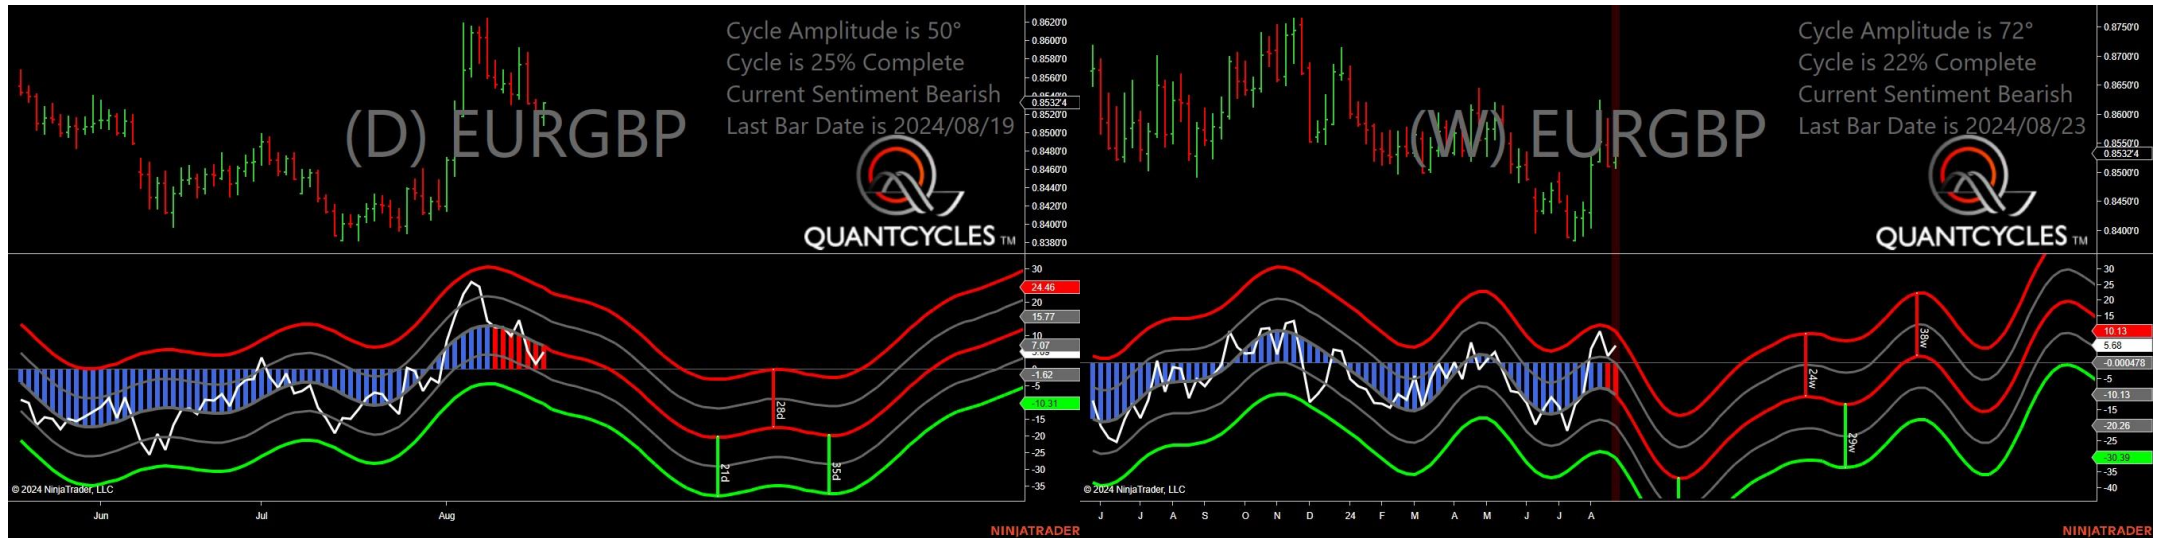 Cycle Amplitude is 50°
Cycle is 25% Complete
Current Sentiment Bearish
Last Bar Date is 2024/08/19
(D) EURGBP
QUANTCYCLES TM
0.8620'0
0.8600'0
0.8580'0
0.8560'0
0.8532'4
0.8520'0
0.8500'0
0.8480'0
0.8460'0
0.8440'0
0.8420'0
0.8400'0
0.8380'0
30
24.46
20
15.77
10
7.07
-1.62
-5
-10.31
-15
-20
-25
-30
-35
21d
28d
35d
© 2024 NinjaTrader, LLC
Jun
Jul
Aug
NINJATRADER
Cycle Amplitude is 72°
Cycle is 22% Complete
Current Sentiment Bearish
Last Bar Date is 2024/08/23
(W) EURGBP
QUANTCYCLES TM
0.8750'0
0.8700'0
0.8650'0
0.8600'0
0.8550'0
0.8532'4
0.8500'0
0.8450'0
0.8400'0
30
25
20
15
10.13
5.68
-0.000478
-5
-10.13
-15
-20.26
-25
-30.39
-35
-40
24w
29w
38w
© 2024 NinjaTrader, LLC
J J A S O N D 24 F M A M J J A
NINJATRADER